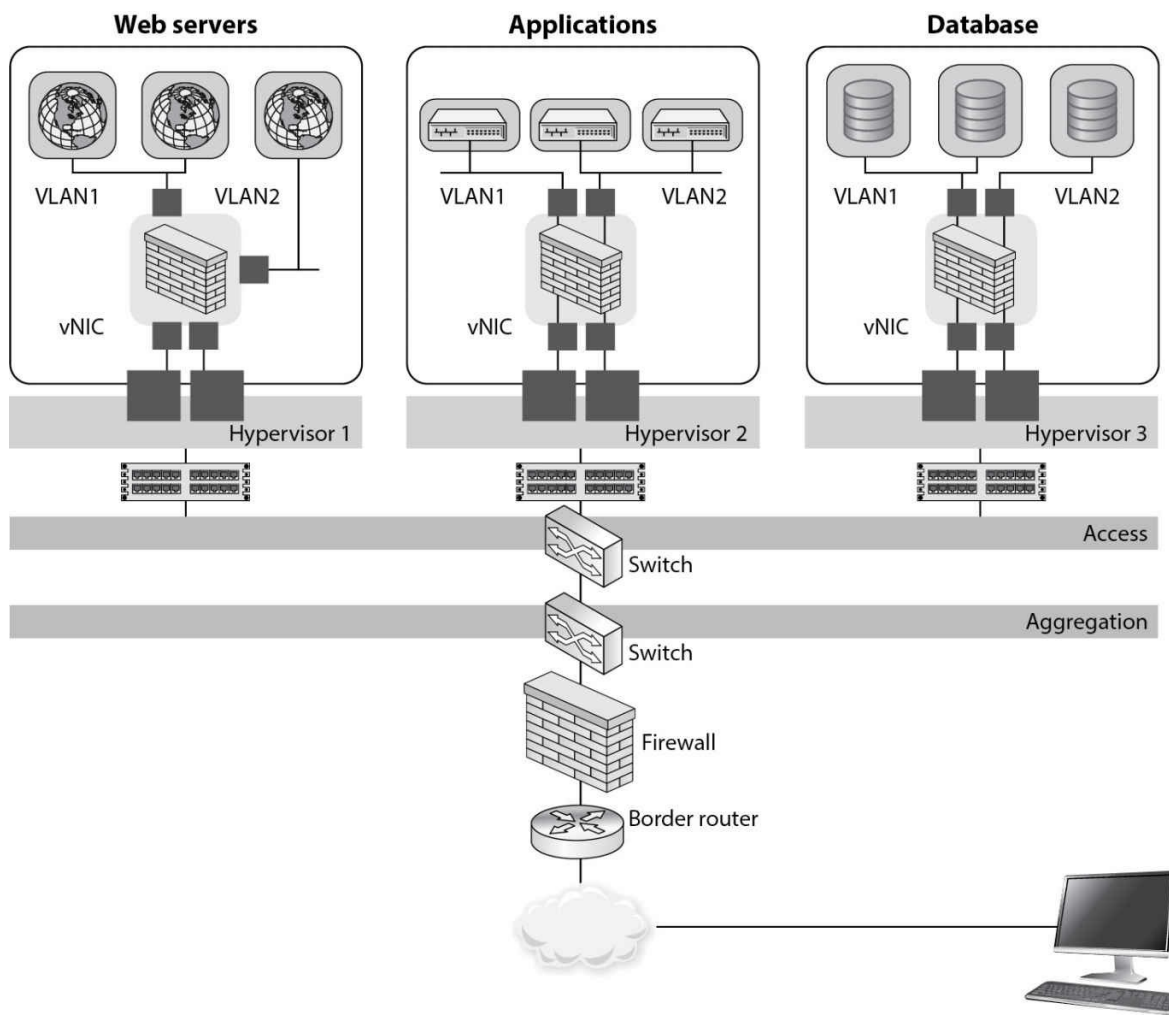 Web servers
Applications
Database
VLAN1
VLAN2
VLAN1
VLAN2
VLAN1
VLAN2
vNIC
vNIC
vNIC
Hypervisor 1
Hypervisor 2
Hypervisor 3
Access
Switch
Aggregation
Switch
Firewall
Border router